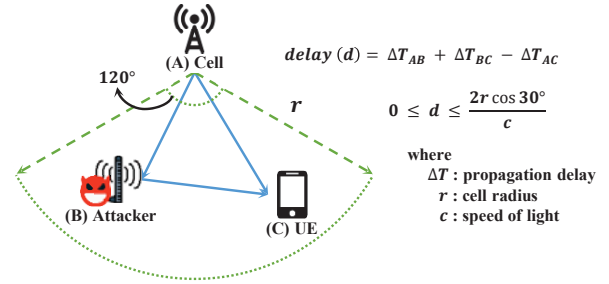 (A) Cell
120°
r
(B) Attacker
(C) UE
delay (d) = ΔT_AB + ΔT_BC − ΔT_AC
0 ≤ d ≤ 2r cos 30° / c
where
ΔT : propagation delay
r : cell radius
c : speed of light